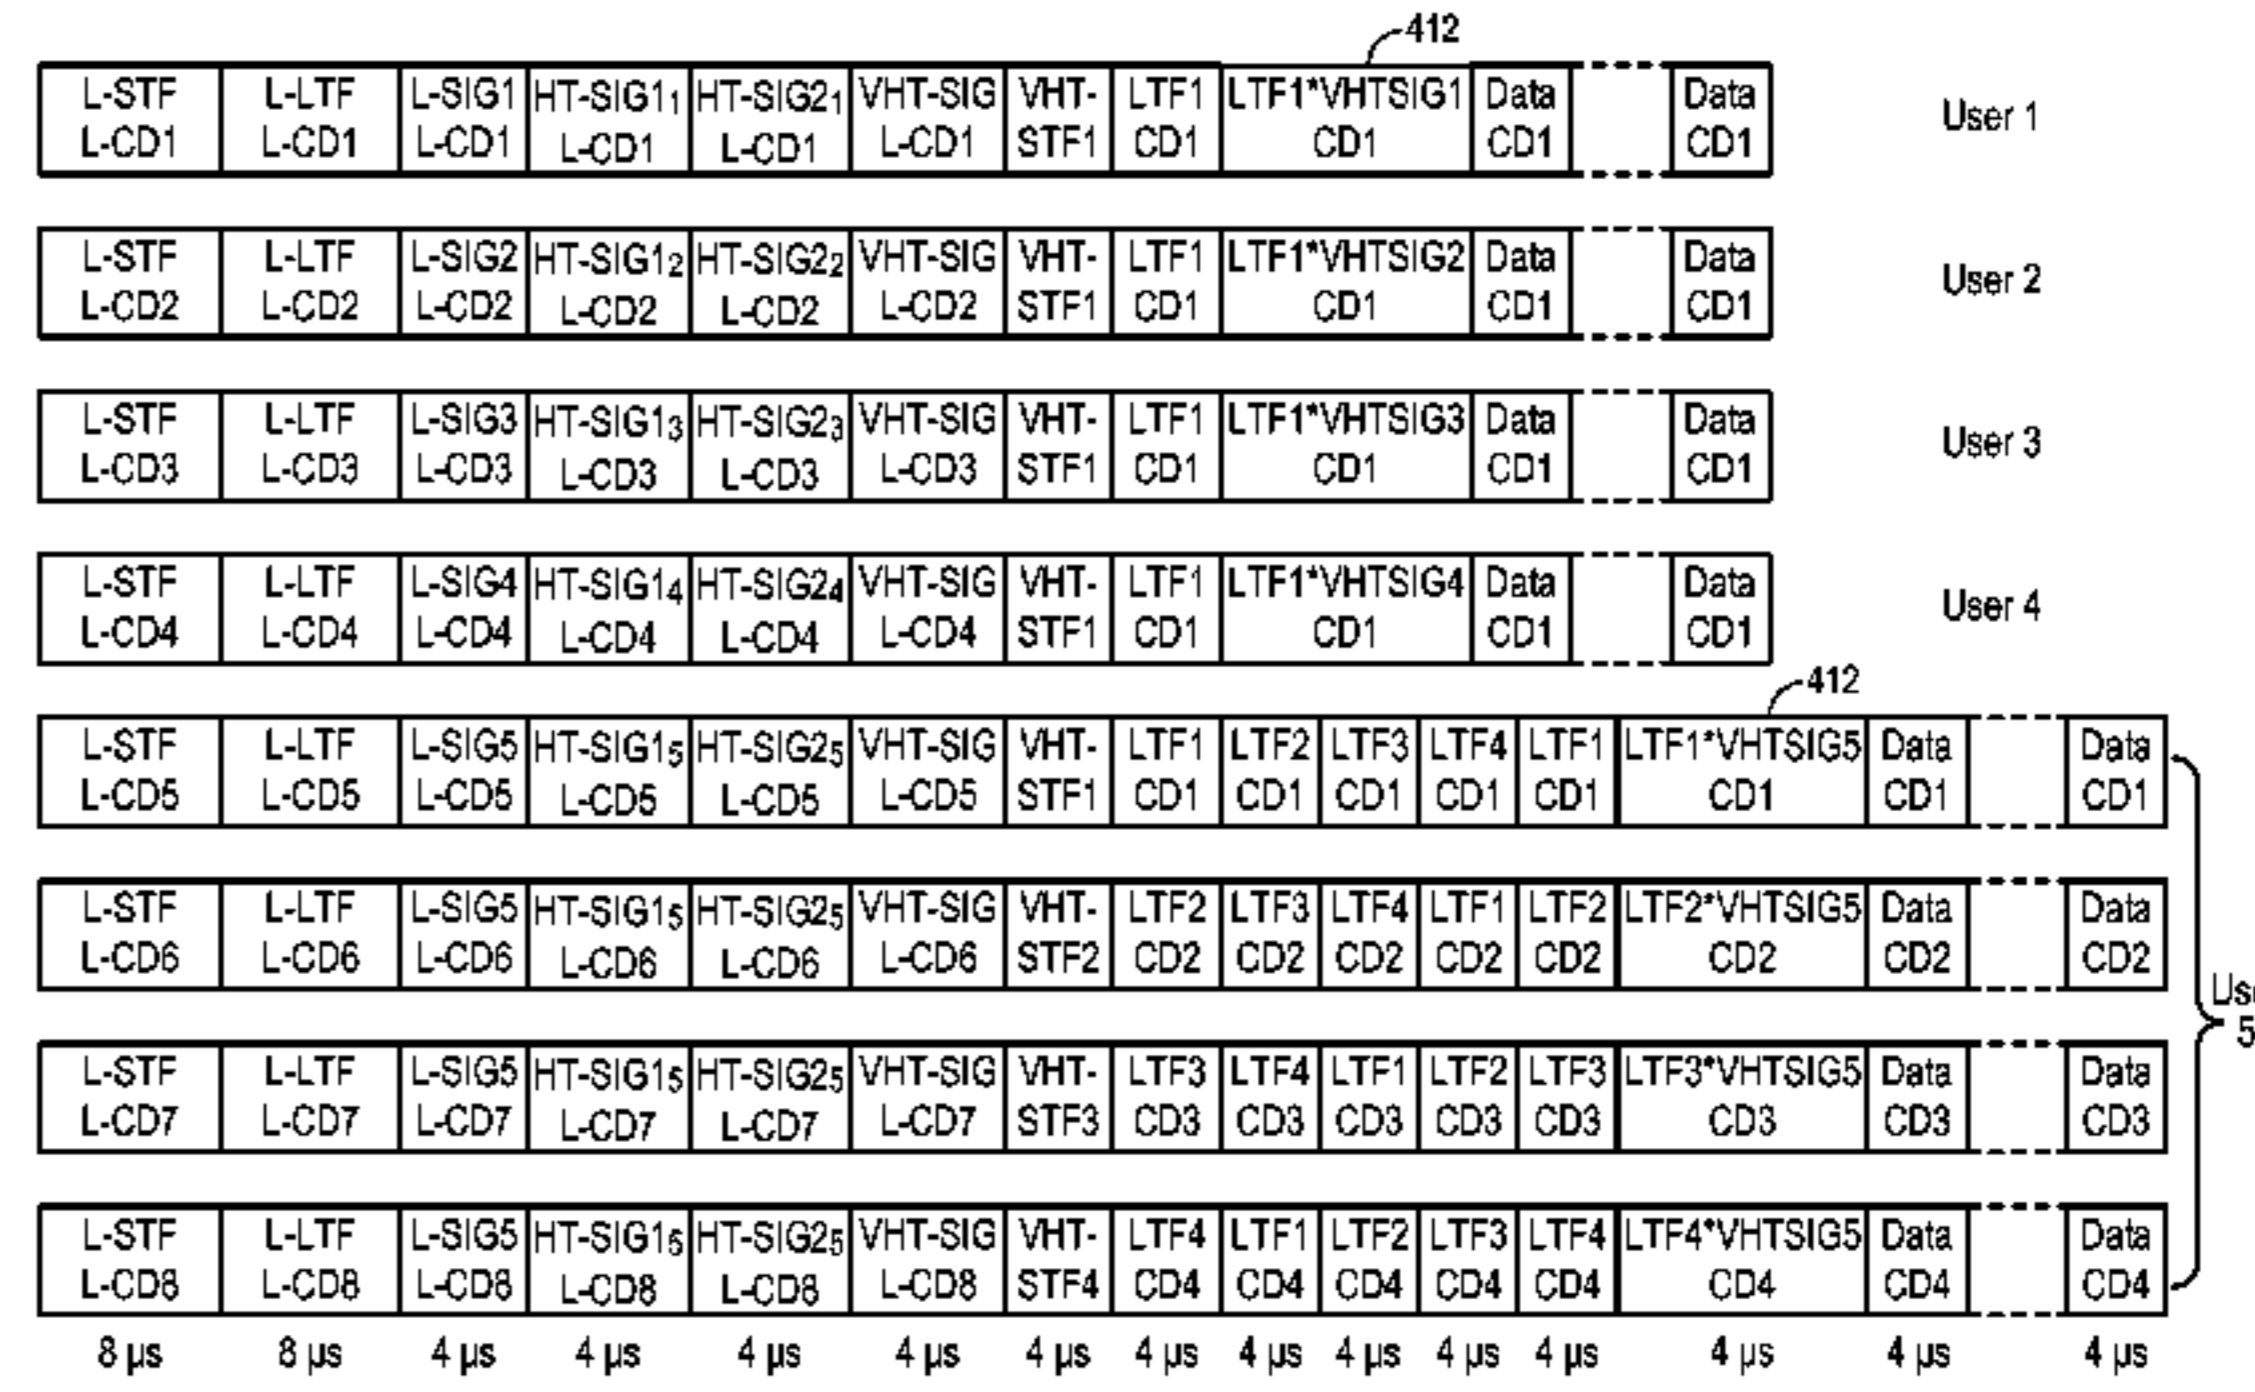 412
L-STF L-LTF L-SIG1 HT-SIG1₁ HT-SIG2₁ VHT-SIG VHT- LTF1 LTF1*VHTSIG1 Data Data
L-CD1 L-CD1 L-CD1 L-CD1 L-CD1 L-CD1 STF1 CD1 CD1 CD1 CD1
User 1
L-STF L-LTF L-SIG2 HT-SIG1₂ HT-SIG2₂ VHT-SIG VHT- LTF1 LTF1*VHTSIG2 Data Data
L-CD2 L-CD2 L-CD2 L-CD2 L-CD2 L-CD2 STF1 CD1 CD1 CD1 CD1
User 2
L-STF L-LTF L-SIG3 HT-SIG1₃ HT-SIG2₃ VHT-SIG VHT- LTF1 LTF1*VHTSIG3 Data Data
L-CD3 L-CD3 L-CD3 L-CD3 L-CD3 L-CD3 STF1 CD1 CD1 CD1 CD1
User 3
L-STF L-LTF L-SIG4 HT-SIG1₄ HT-SIG2₄ VHT-SIG VHT- LTF1 LTF1*VHTSIG4 Data Data
L-CD4 L-CD4 L-CD4 L-CD4 L-CD4 L-CD4 STF1 CD1 CD1 CD1 CD1
User 4
412
L-STF L-LTF L-SIG5 HT-SIG1₅ HT-SIG2₅ VHT-SIG VHT- LTF1 LTF2 LTF3 LTF4 LTF1 LTF1*VHTSIG5 Data Data
L-CD5 L-CD5 L-CD5 L-CD5 L-CD5 L-CD5 STF1 CD1 CD1 CD1 CD1 CD1 CD1 CD1 CD1
L-STF L-LTF L-SIG5 HT-SIG1₅ HT-SIG2₅ VHT-SIG VHT- LTF2 LTF3 LTF4 LTF1 LTF2 LTF2*VHTSIG5 Data Data
L-CD6 L-CD6 L-CD6 L-CD6 L-CD6 L-CD6 STF2 CD2 CD2 CD2 CD2 CD2 CD2 CD2 CD2
5
L-STF L-LTF L-SIG5 HT-SIG1₅ HT-SIG2₅ VHT-SIG VHT- LTF3 LTF4 LTF1 LTF2 LTF3 LTF3*VHTSIG5 Data Data
L-CD7 L-CD7 L-CD7 L-CD7 L-CD7 L-CD7 STF3 CD3 CD3 CD3 CD3 CD3 CD3 CD3 CD3
L-STF L-LTF L-SIG5 HT-SIG1₅ HT-SIG2₅ VHT-SIG VHT- LTF4 LTF1 LTF2 LTF3 LTF4 LTF4*VHTSIG5 Data Data
L-CD8 L-CD8 L-CD8 L-CD8 L-CD8 L-CD8 STF4 CD4 CD4 CD4 CD4 CD4 CD4 CD4 CD4
8 µs 8 µs 4 µs 4 µs 4 µs 4 µs 4 µs 4 µs 4 µs 4 µs 4 µs 4 µs 4 µs 4 µs 4 µs